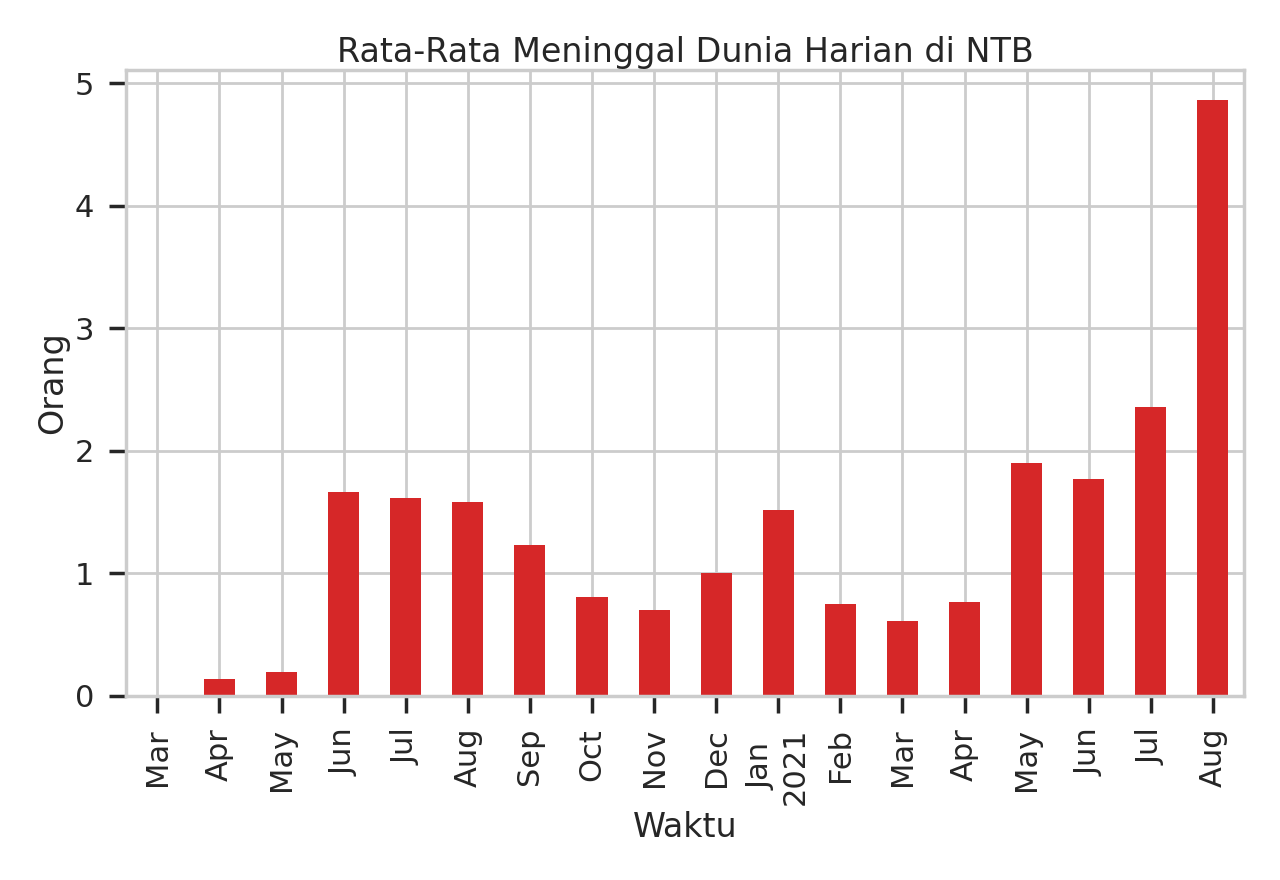 Rata-Rata Meninggal Dunia Harian di NTB
5
4
3
2
1
0
Orang
Mar
Apr
May
Jun
Jul
Aug
Sep
Oct
Nov
Dec
Jan
2021
Feb
Mar
Apr
May
Jun
Jul
Aug
Waktu